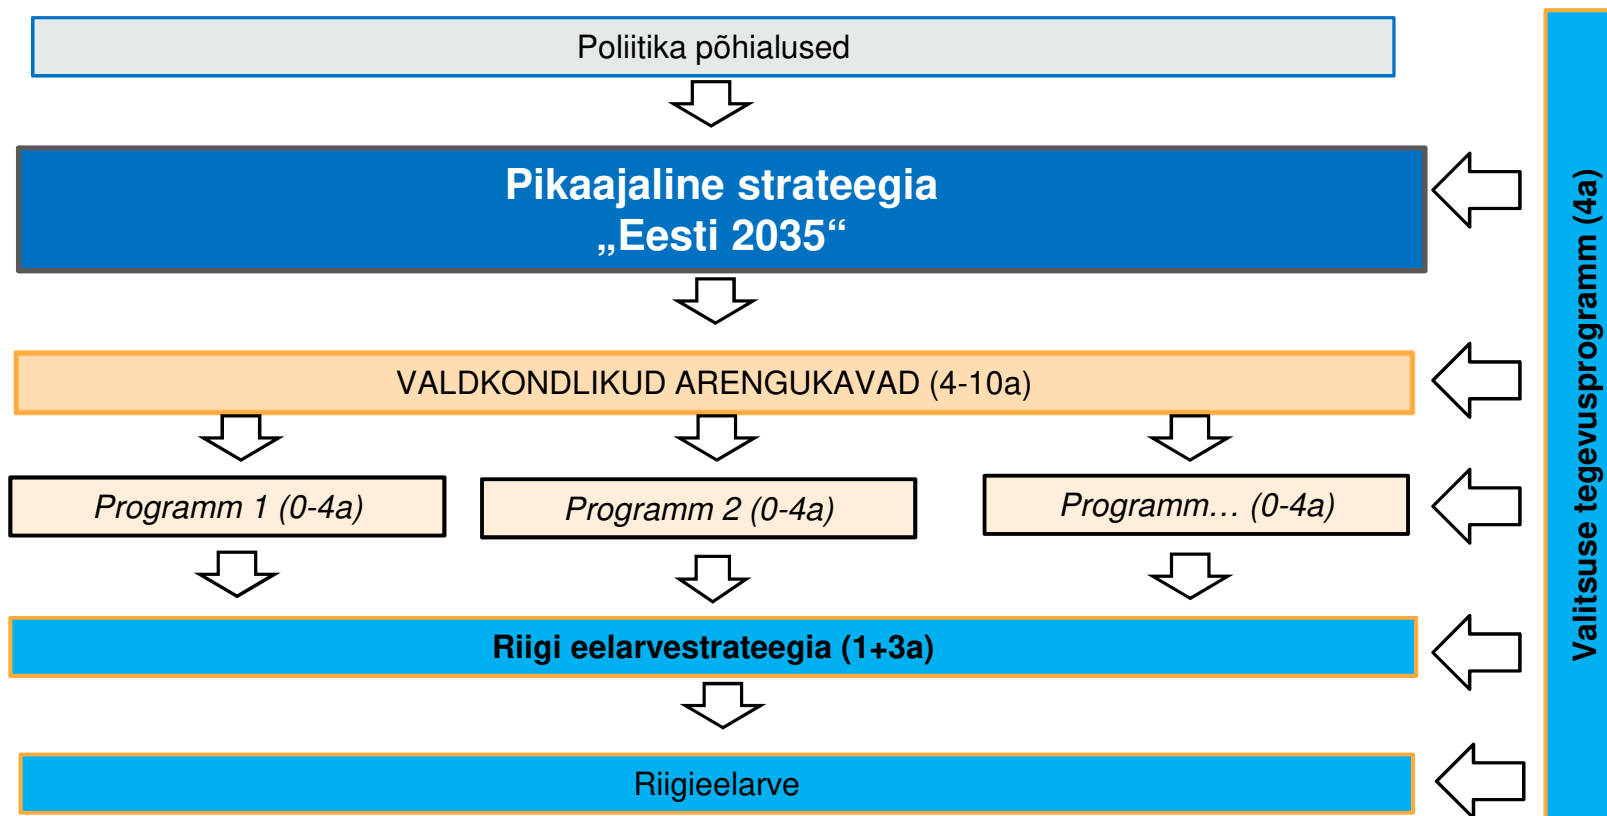 Poliitika põhialused
Pikaajaline strateegia
„Eesti 2035“
VALDKONDLIKUD ARENGUKAVAD (4-10a)
Programm 1 (0-4a)
Programm 2 (0-4a)
Programm… (0-4a)
Riigi eelarvestrateegia (1+3a)
Riigieelarve
Valitsuse tegevusprogramm (4a)